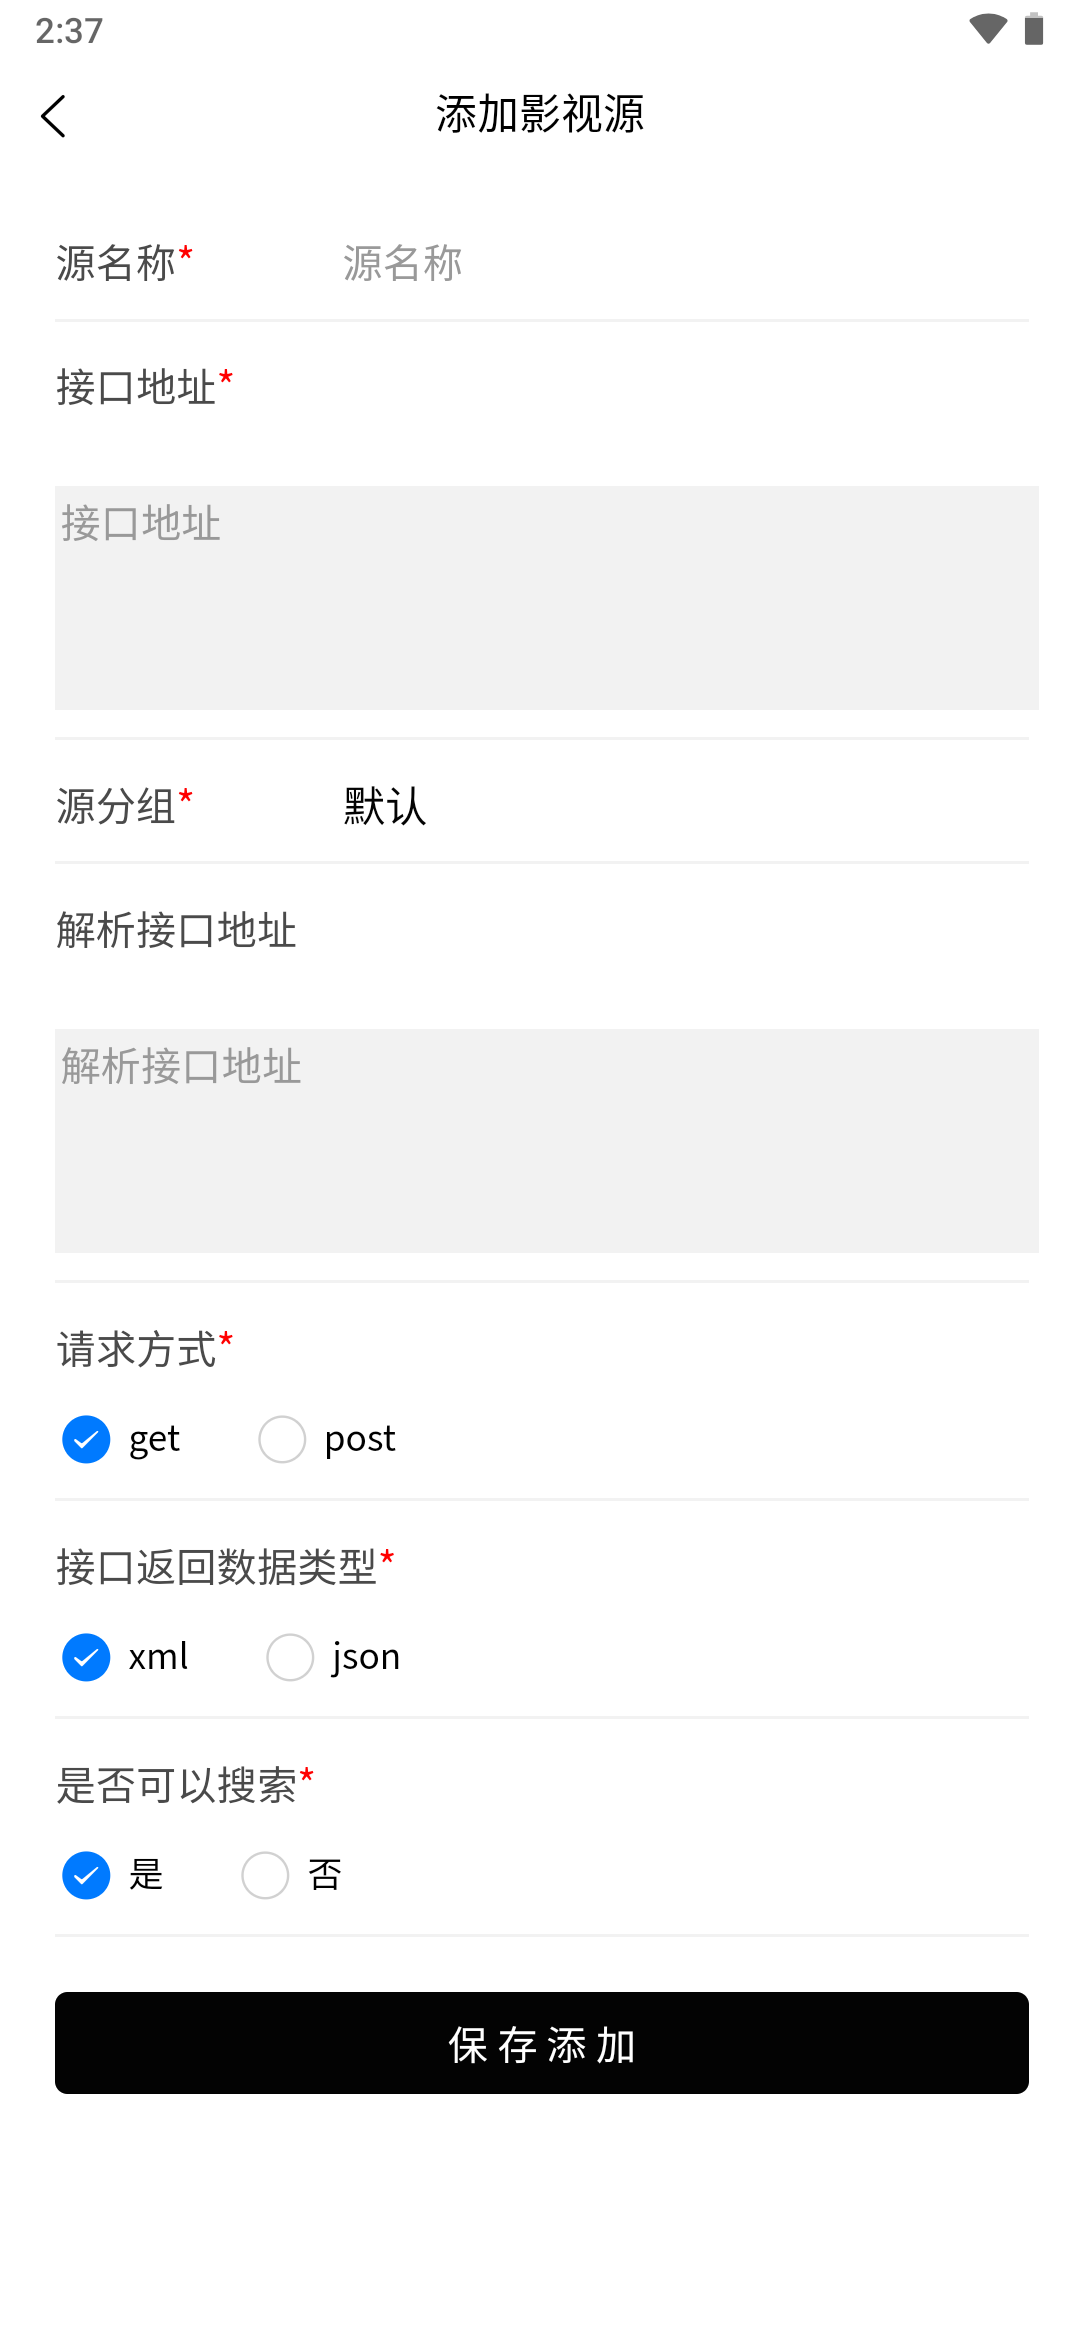 2:37
添加影视源
源名称* 源名称
接口地址*
接口地址
源分组* 默认
解析接口地址
解析接口地址
请求方式*
get post
接口返回数据类型*
xml json
是否可以搜索*
是 否
保存添加